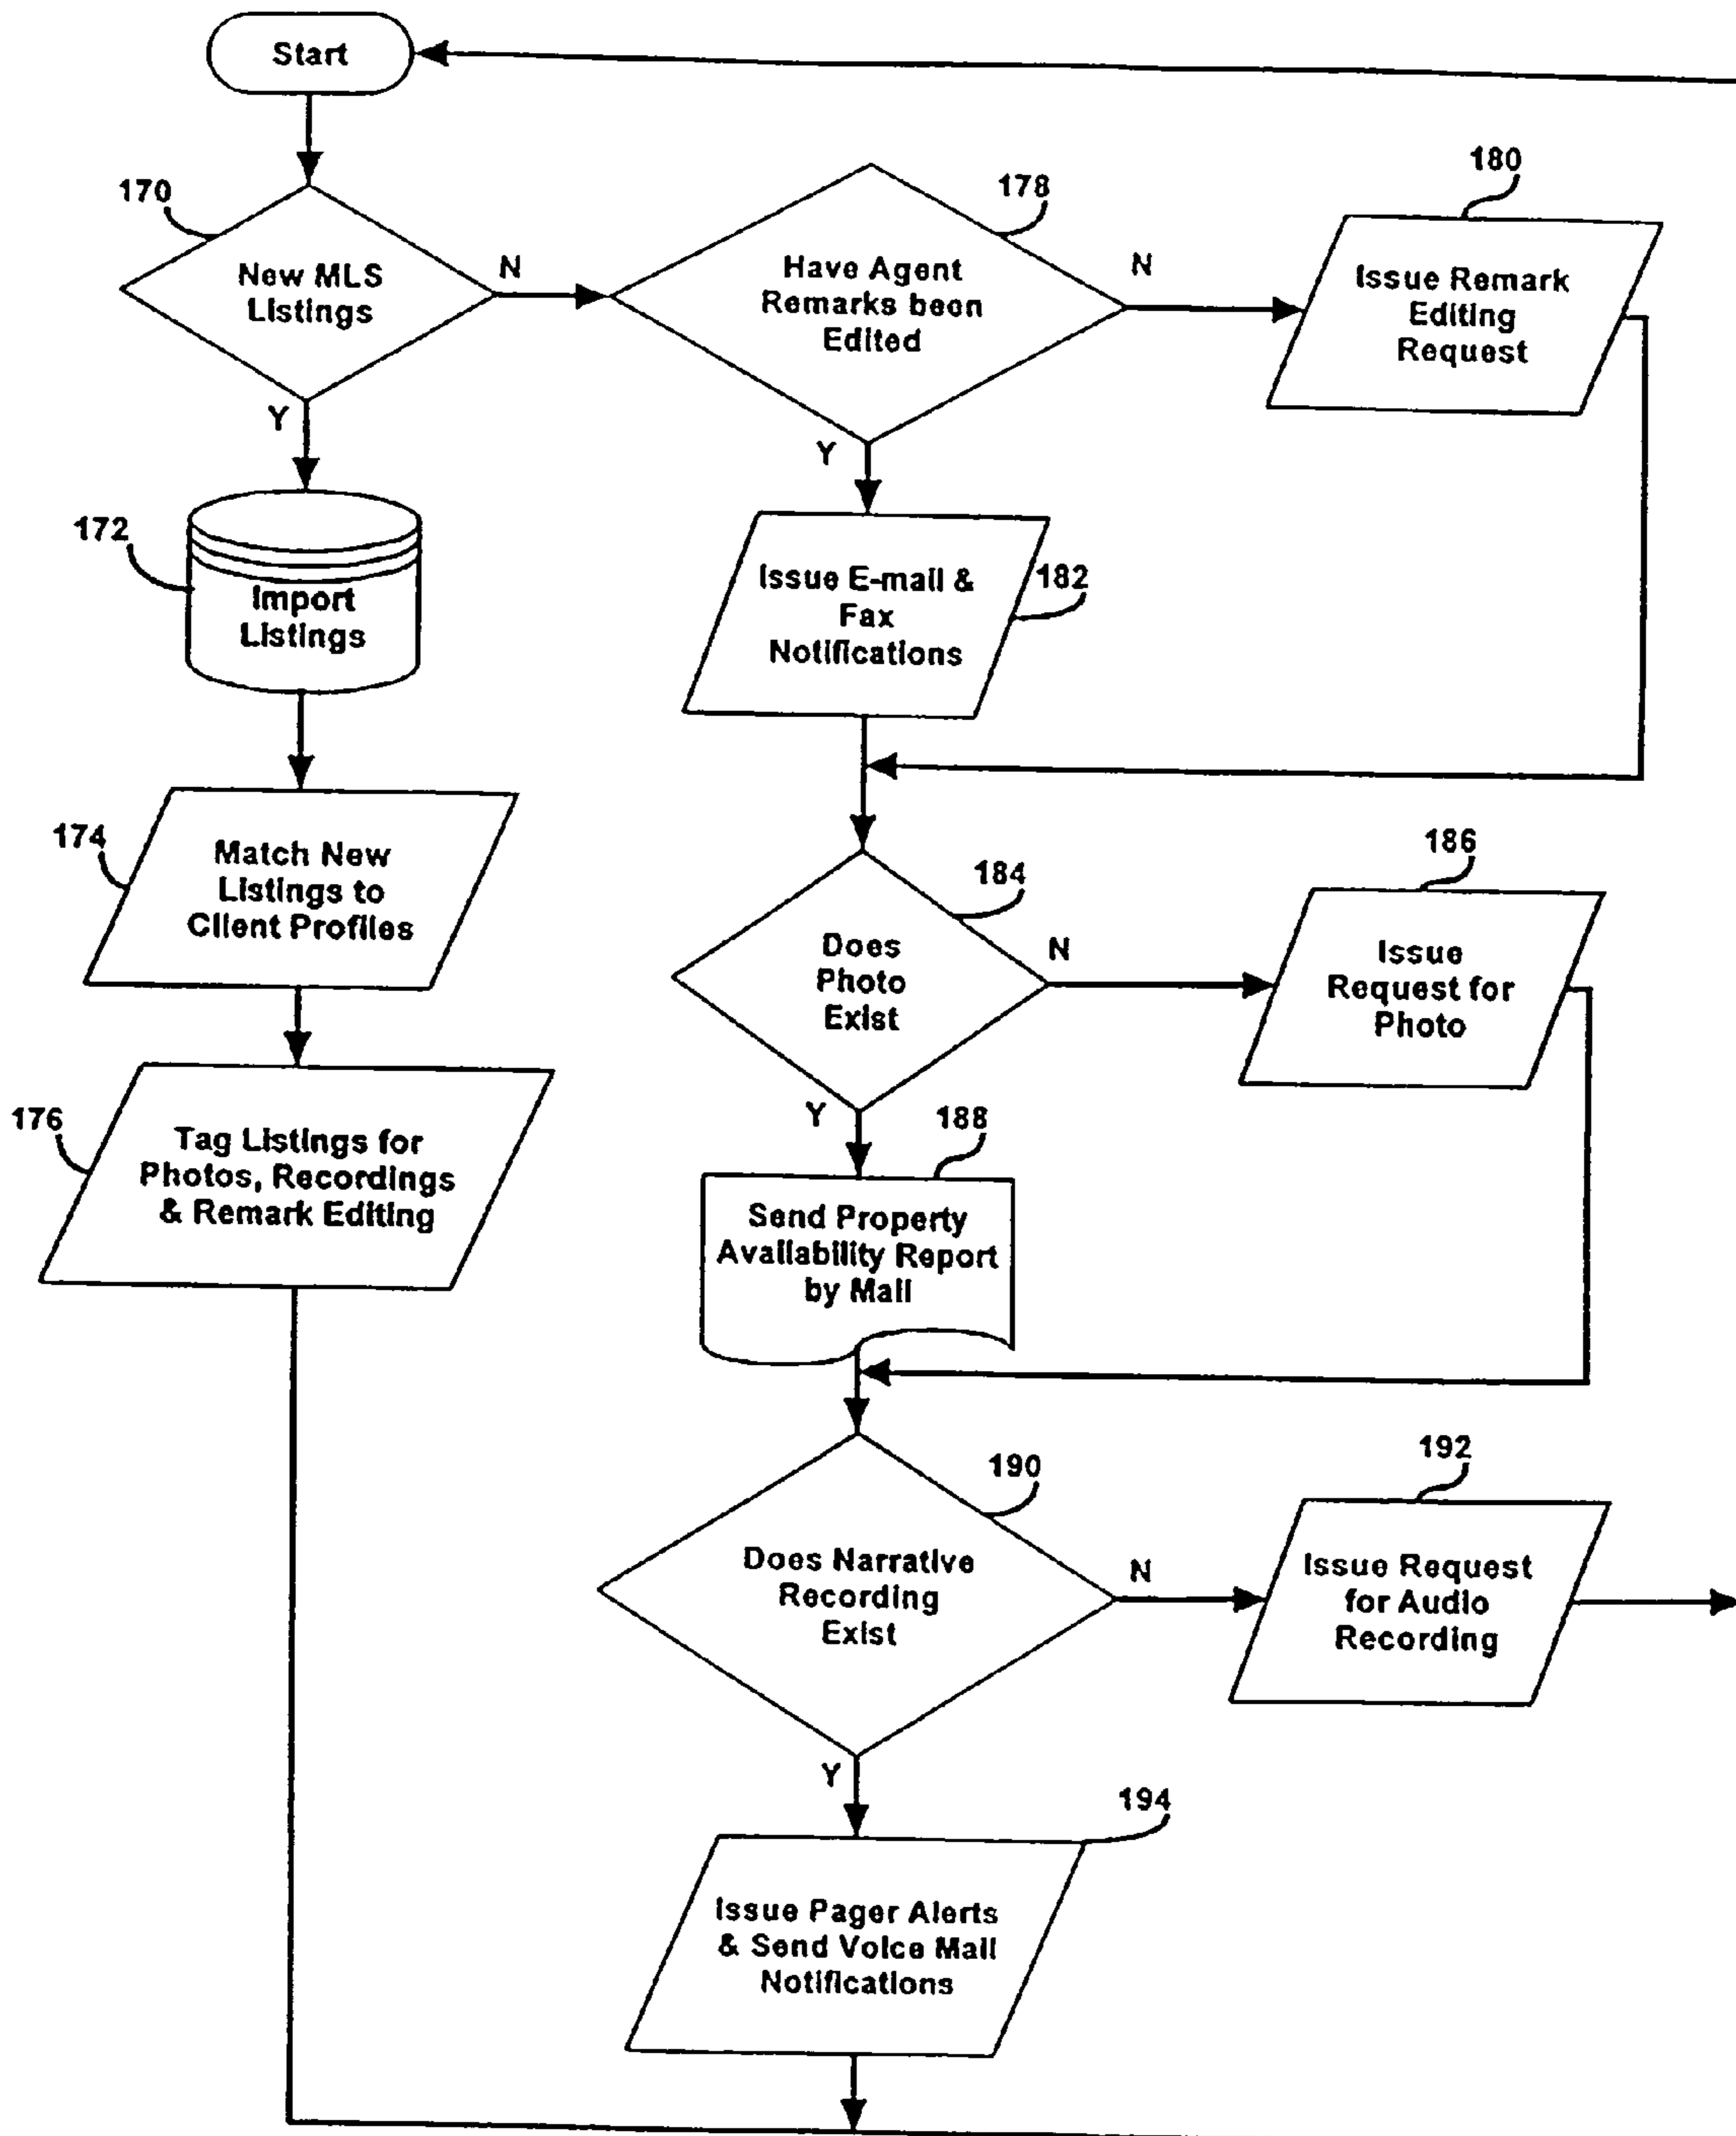 Start
170
New MLS
Listings
N
Y
178
Have Agent
Remarks been
Edited
N
Y
180
Issue Remark
Editing
Request
172
Import
Listings
182
Issue E-mail &
Fax
Notifications
174
Match New
Listings to
Client Profiles
184
Does
Photo
Exist
N
Y
186
Issue
Request for
Photo
176
Tag Listings for
Photos, Recordings
& Remark Editing
188
Send Property
Availability Report
by Mail
190
Does Narrative
Recording
Exist
N
Y
192
Issue Request
for Audio
Recording
194
Issue Pager Alerts
& Send Voice Mail
Notifications